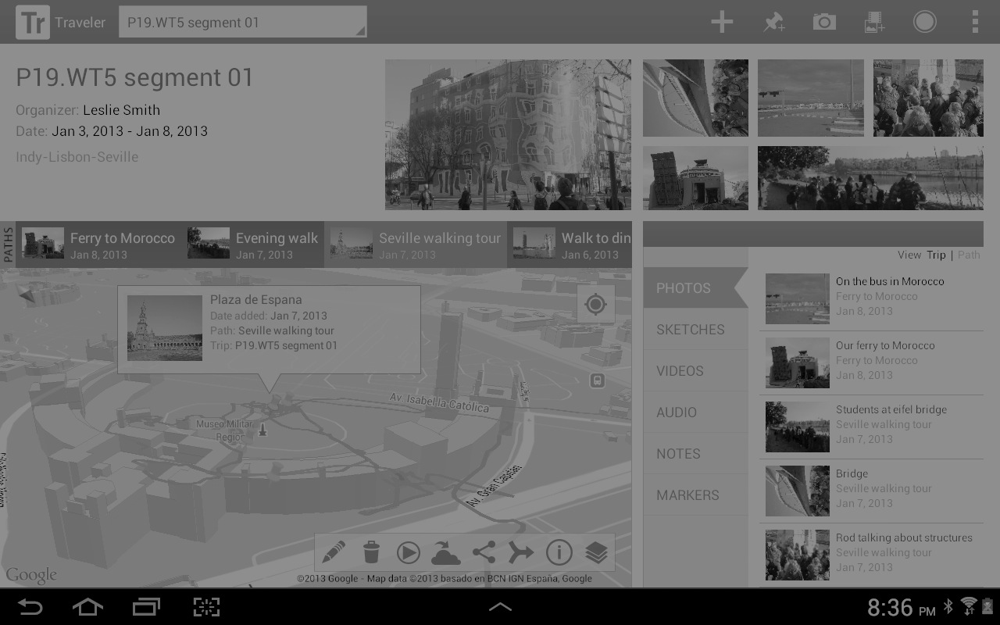 Tr Traveler P19.WT5 segment 01
P19.WT5 segment 01
Organizer: Leslie Smith
Date: Jan 3, 2013 - Jan 8, 2013
Indy-Lisbon-Seville
PATHS
Ferry to Morocco
Jan 8, 2013
Evening walk
Jan 7, 2013
Seville walking tour
Jan 7, 2013
Walk to din
Jan 6, 2013
Plaza de Espana
Date added: Jan 7, 2013
Path: Seville walking tour
Trip: P19.WT5 segment 01
Av. Isabel la Católica
Museo Militar
Región
Av. Gran Capitán
Google
©2013 Google - Map data ©2013 basado en BCN IGN España, Google
View Trip | Path
PHOTOS
SKETCHES
VIDEOS
AUDIO
NOTES
MARKERS
On the bus in Morocco
Ferry to Morocco
Jan 8, 2013
Our ferry to Morocco
Ferry to Morocco
Jan 8, 2013
Students at eifel bridge
Seville walking tour
Jan 7, 2013
Bridge
Seville walking tour
Jan 7, 2013
Rod talking about structures
Seville walking tour
Jan 7, 2013
8:36 PM